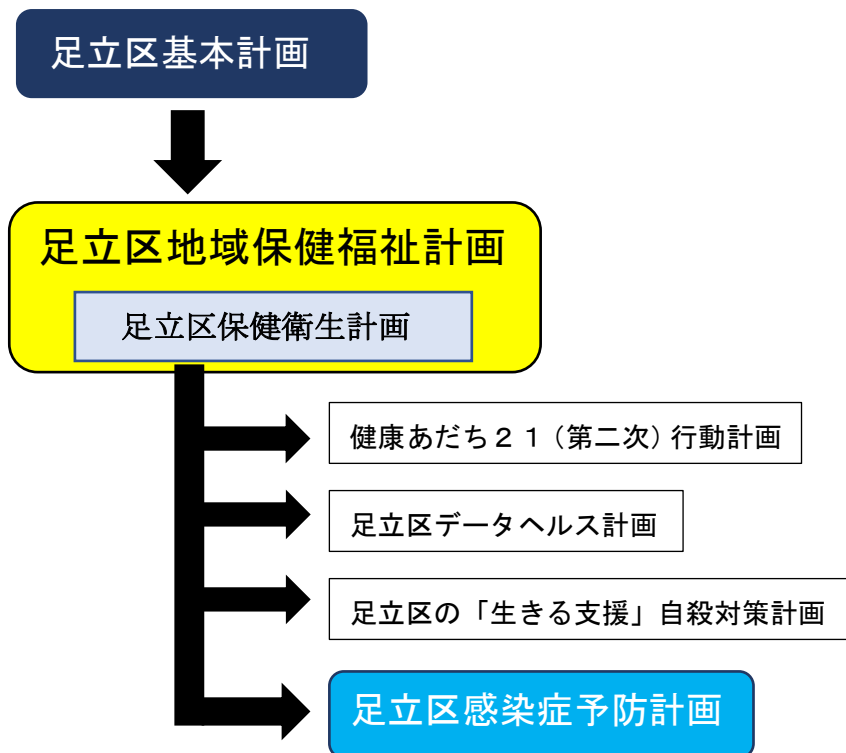 足立区基本計画
足立区地域保健福祉計画
足立区保健衛生計画
健康あだち２１（第二次）行動計画
足立区データヘルス計画
足立区の「生きる支援」自殺対策計画
足立区感染症予防計画